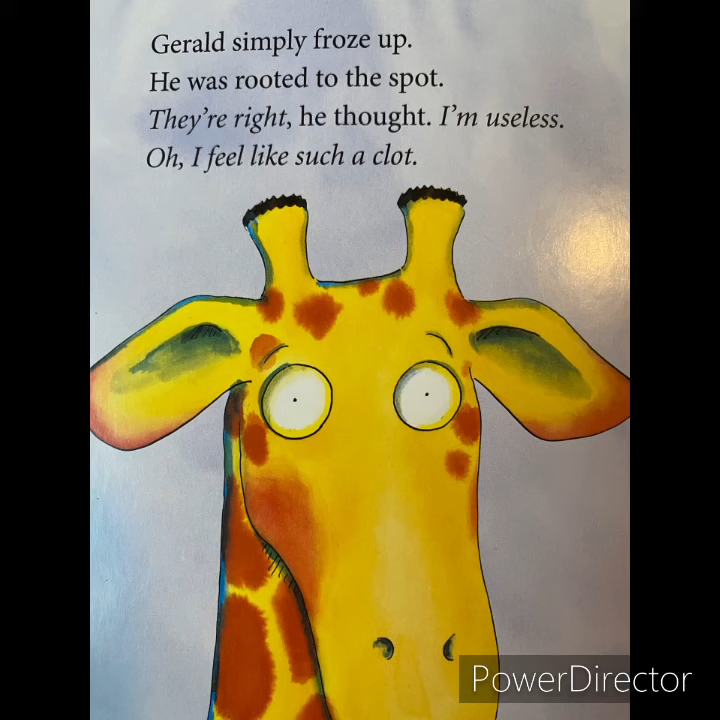 Gerald simply froze up.
He was rooted to the spot.
They're right, he thought. I'm useless.
Oh, I feel like such a clot.
PowerDirector